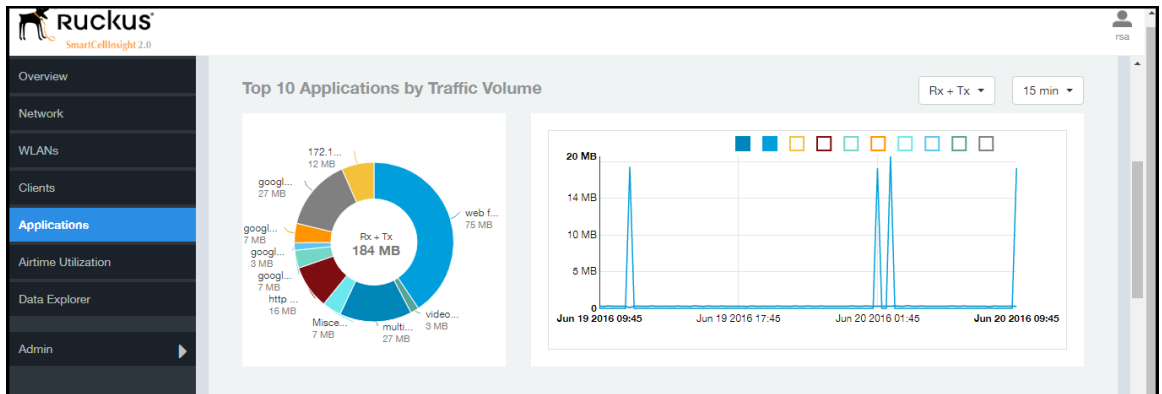 RUCKUS
SmartCellInsight 2.0
rsa
Overview
Network
WLANs
Clients
Applications
Airtime Utilization
Data Explorer
Admin
Top 10 Applications by Traffic Volume
Rx + Tx
15 min
172.1...
12 MB
googl...
27 MB
googl...
7 MB
googl...
3 MB
googl...
7 MB
http ...
16 MB
Misce...
7 MB
multi...
27 MB
video...
3 MB
web f...
75 MB
Rx + Tx
184 MB
20 MB
14 MB
10 MB
5 MB
0
Jun 19 2016 09:45
Jun 19 2016 17:45
Jun 20 2016 01:45
Jun 20 2016 09:45